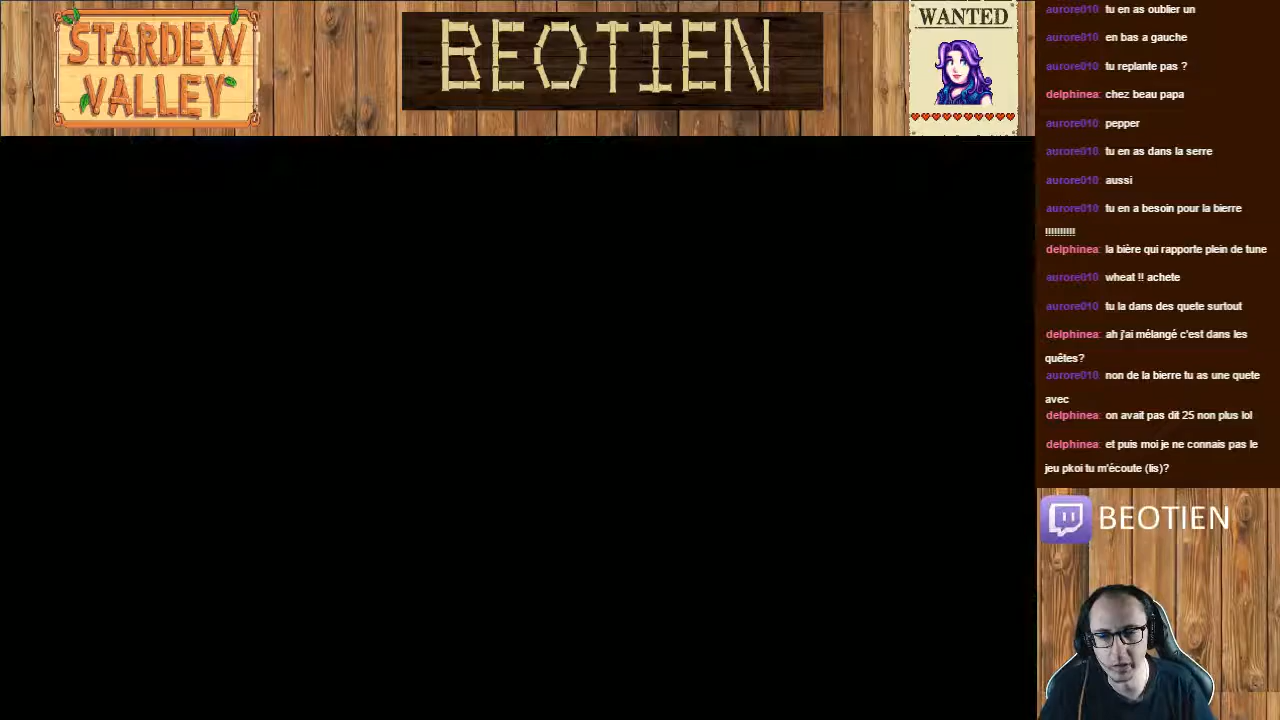 STARDEW
VALLEY
BEOTIEN
WANTED
aurore010: tu en as oublier un
aurore010: en bas a gauche
aurore010: tu replante pas ?
delphinea: chez beau papa
aurore010: pepper
aurore010: tu en as dans la serre
aurore010: aussi
aurore010: tu en a besoin pour la bierre
!!!!!!!!!!
delphinea: la bière qui rapporte plein de tune
aurore010: wheat !! achete
aurore010: tu la dans des quete surtout
delphinea: ah j'ai mélangé c'est dans les
quêtes?
aurore010: non de la bierre tu as une quete
avec
delphinea: on avait pas dit 25 non plus lol
delphinea: et puis moi je ne connais pas le
jeu pkoi tu m'écoute (lis)?
BEOTIEN